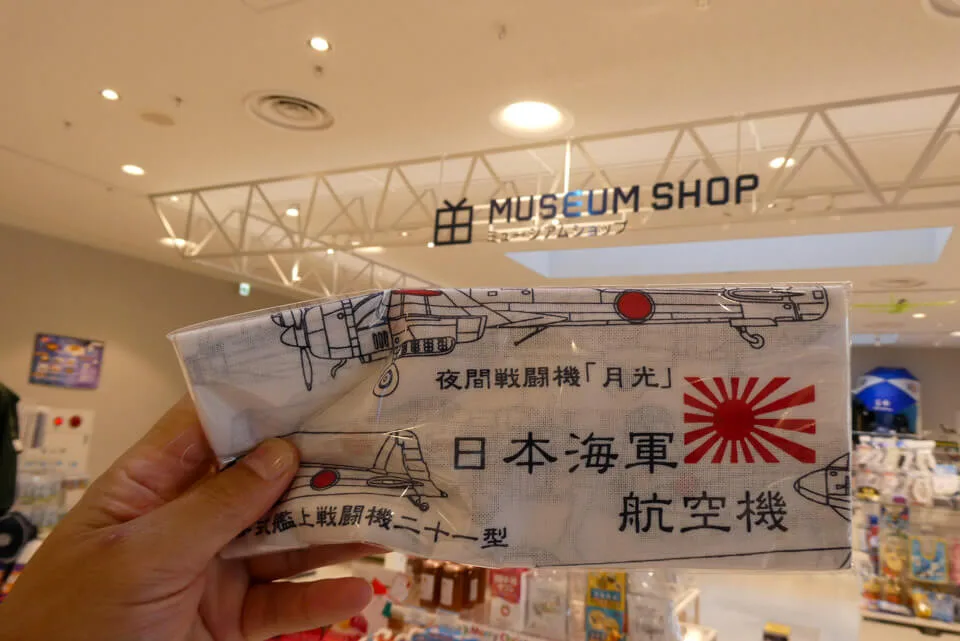 MUSEUM SHOP
ミュージアムショップ
夜間戦闘機「月光」
日本海軍
航空機
式艦上戦闘機二十一型